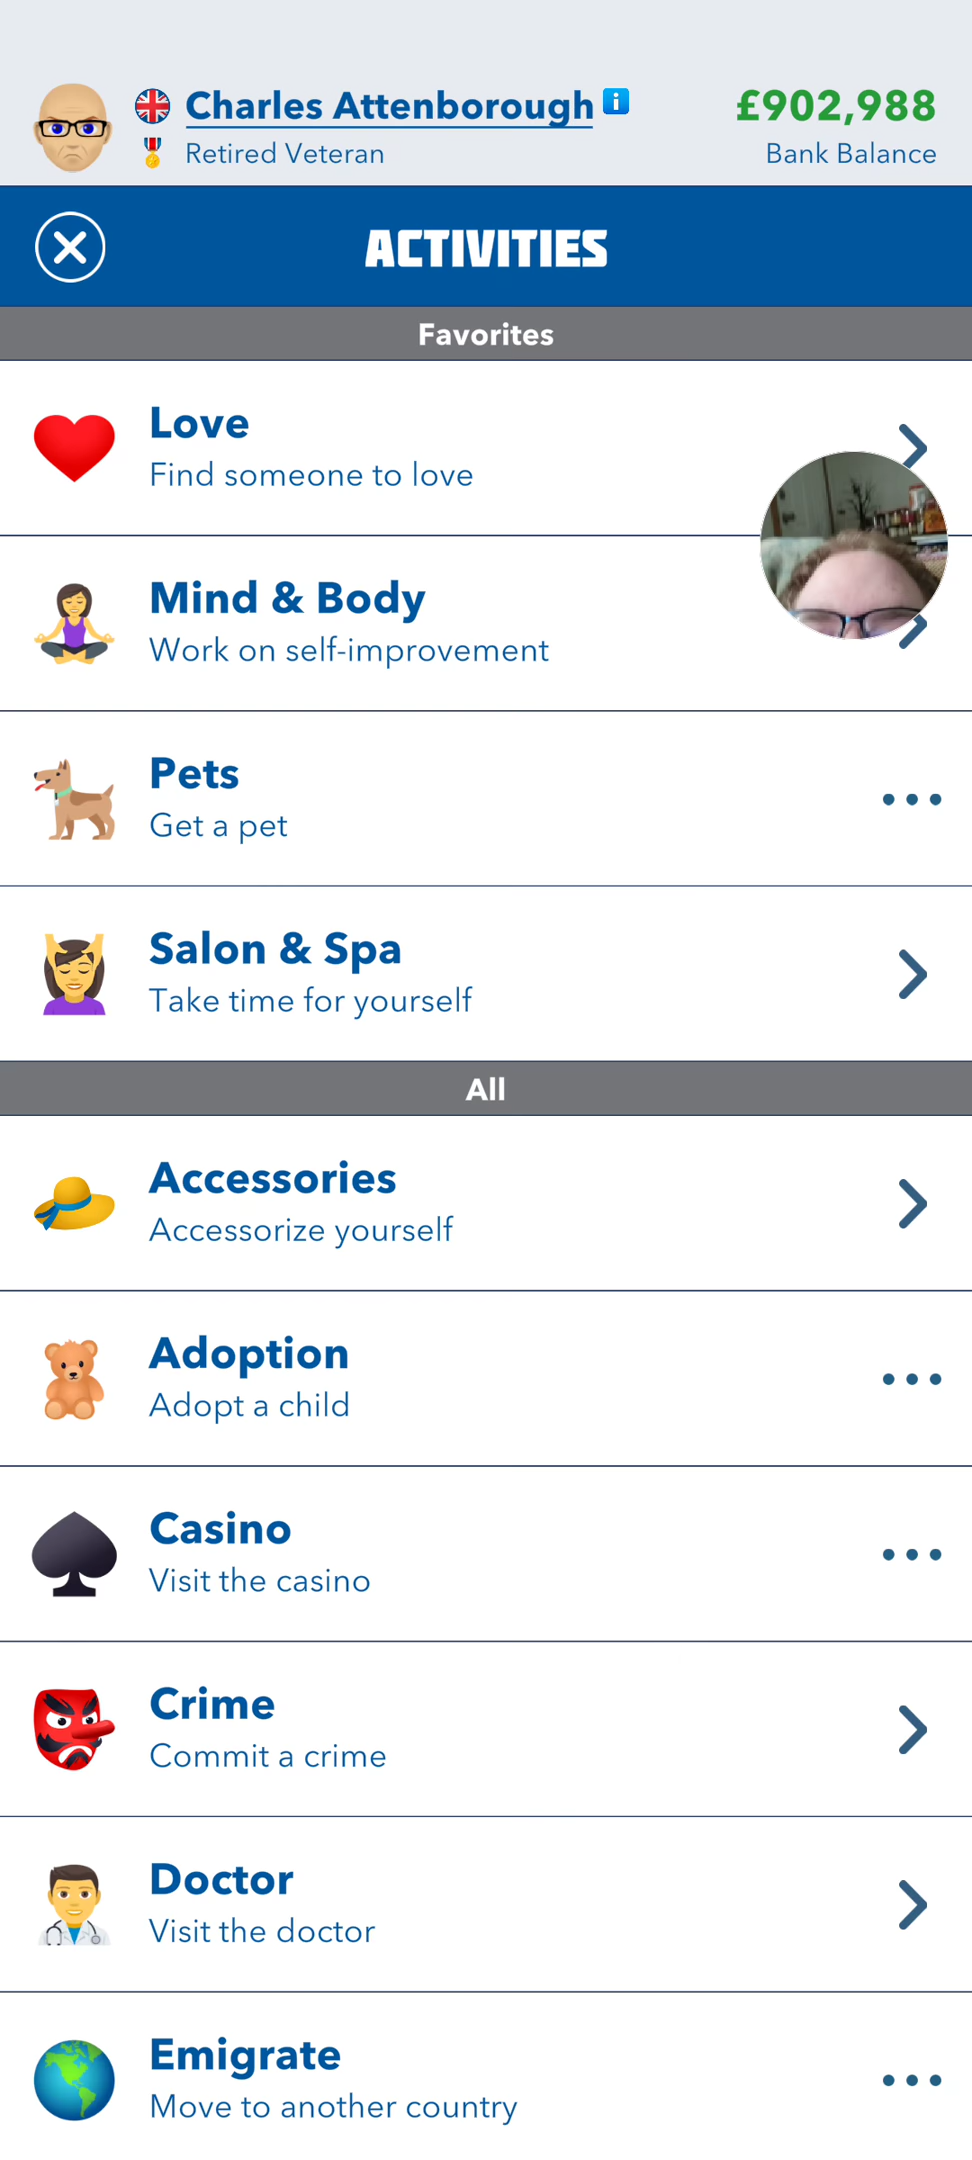 Charles Attenborough
£902,988
Retired Veteran
Bank Balance
ACTIVITIES
Favorites
Love
Find someone to love
Mind & Body
Work on self-improvement
Pets
Get a pet
Salon & Spa
Take time for yourself
All
Accessories
Accessorize yourself
Adoption
Adopt a child
Casino
Visit the casino
Crime
Commit a crime
Doctor
Visit the doctor
Emigrate
Move to another country